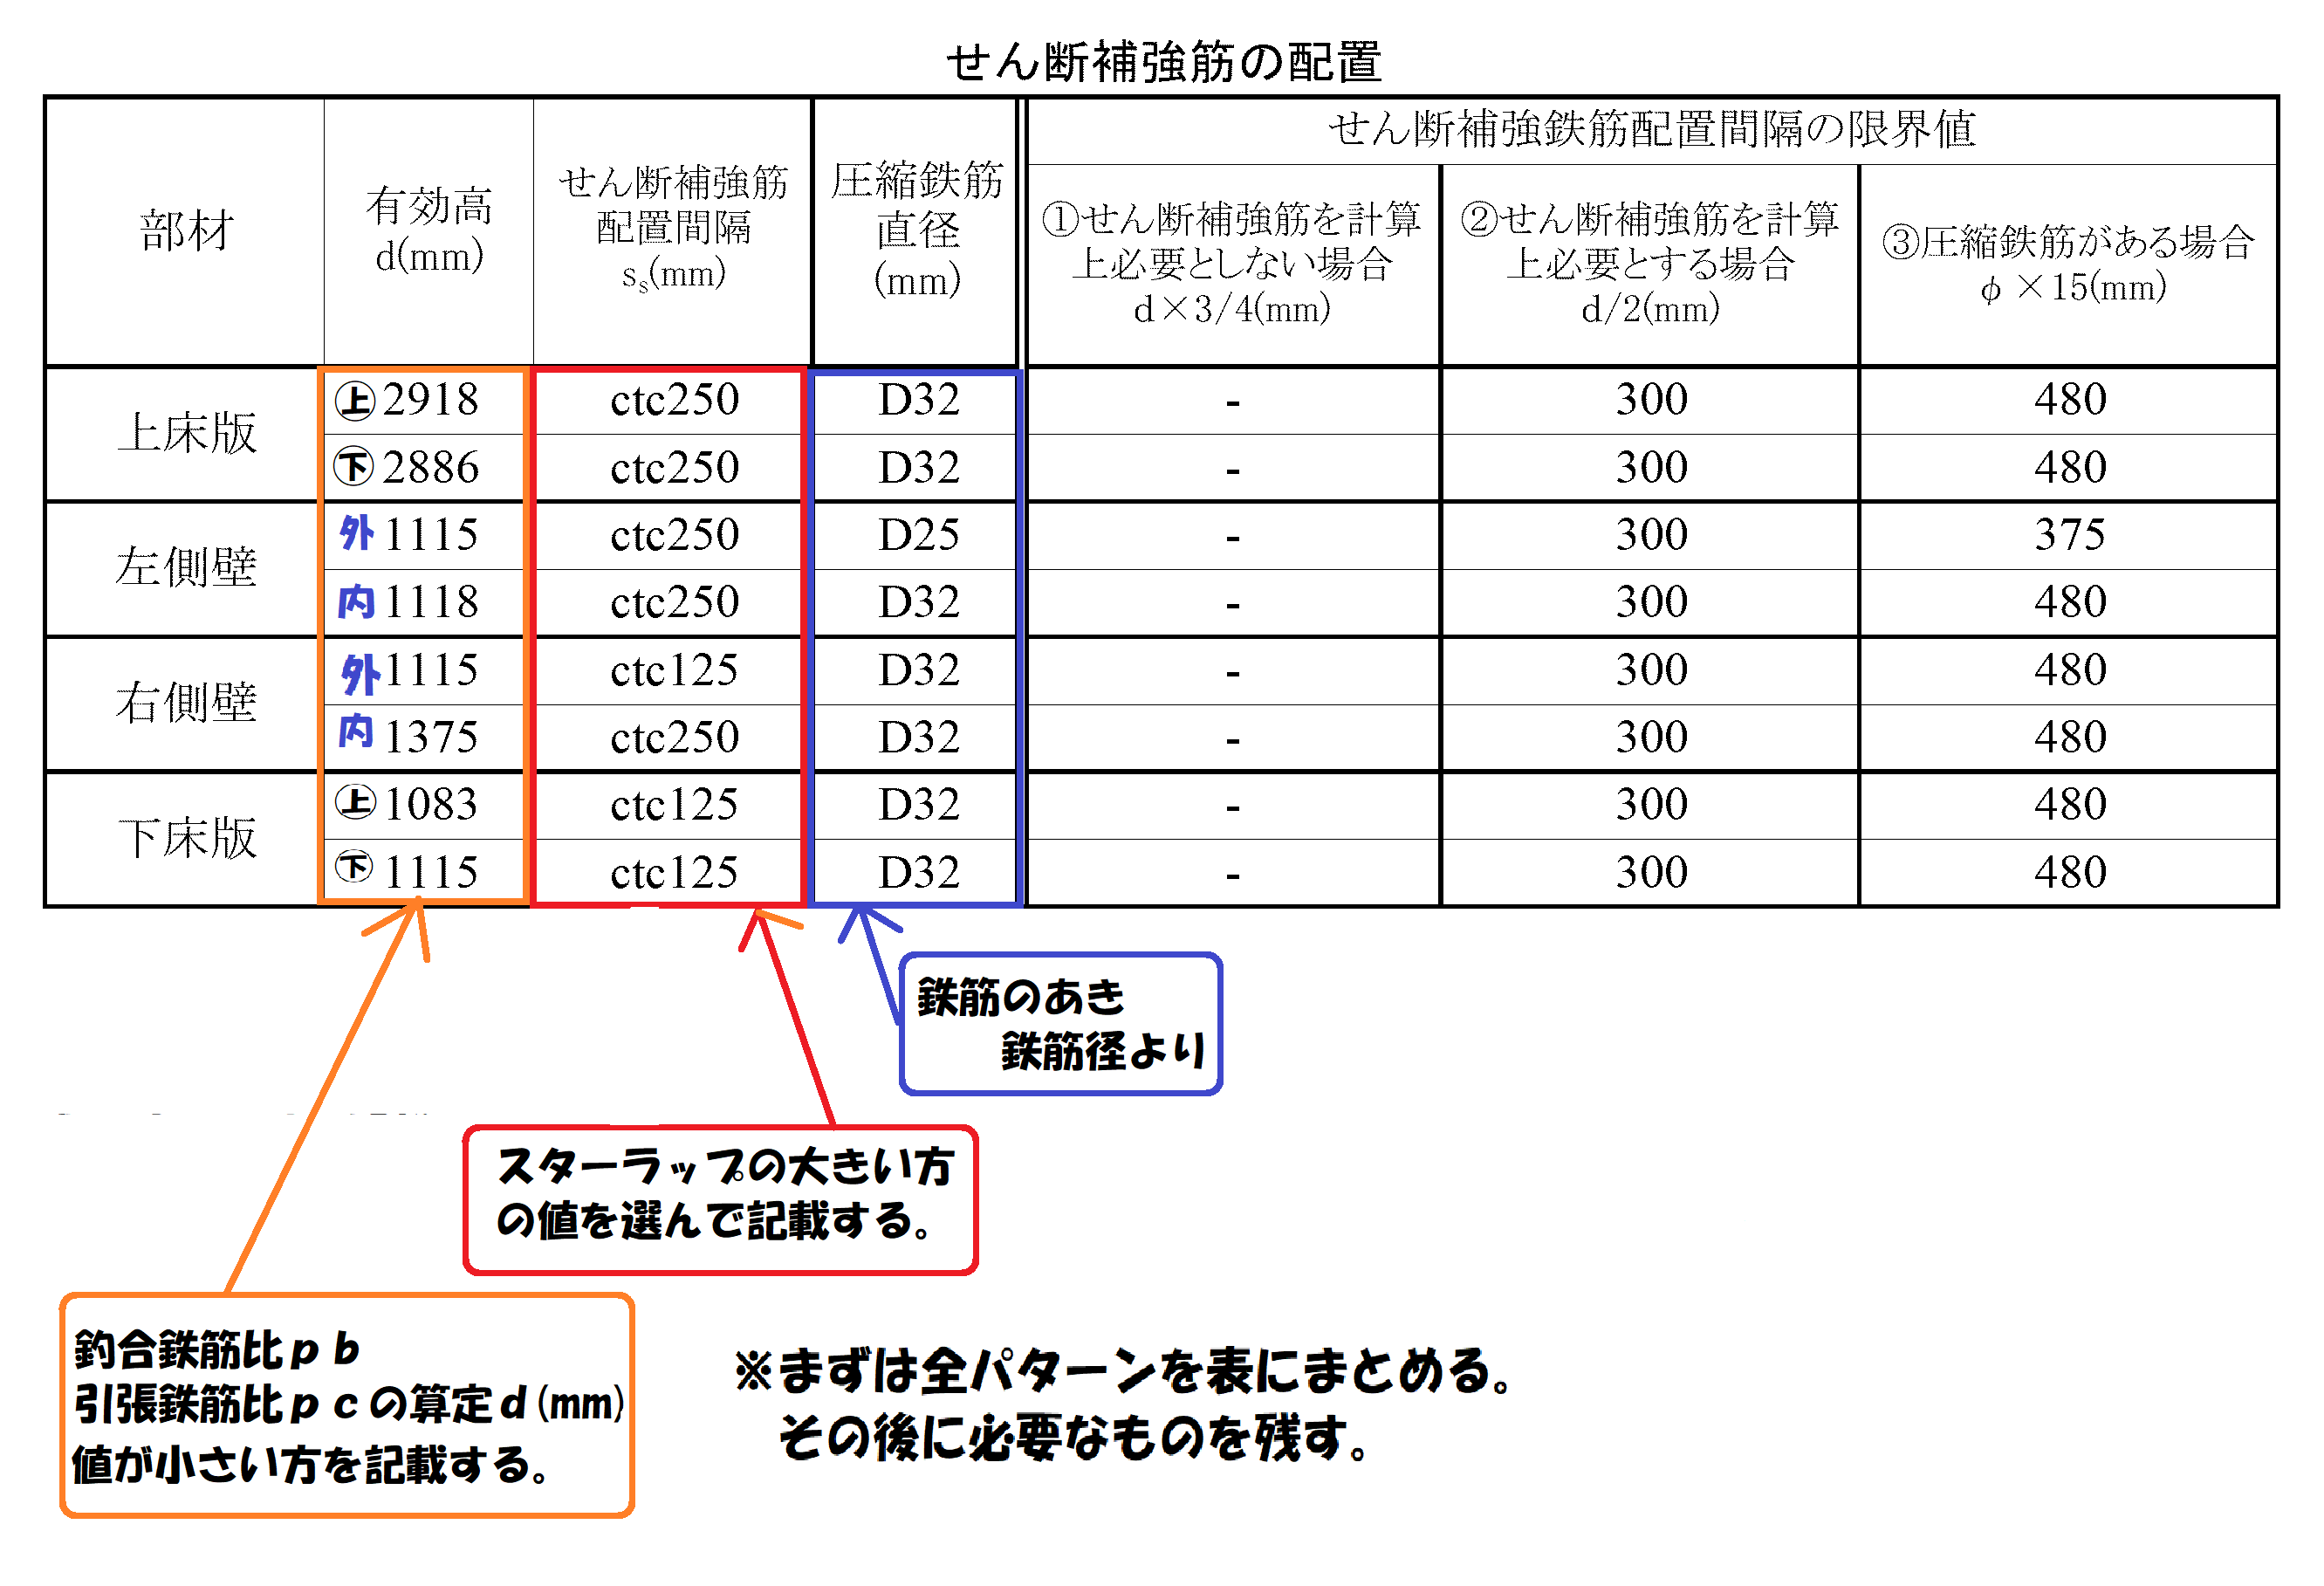 せん断補強筋の配置
部材
有効高
d(mm)
せん断補強筋
配置間隔
ss(mm)
圧縮鉄筋
直径
(mm)
せん断補強鉄筋配置間隔の限界値
①せん断補強筋を計算
上必要としない場合
d×3/4(mm)
②せん断補強筋を計算
上必要とする場合
d/2(mm)
③圧縮鉄筋がある場合
φ×15(mm)
上床版
㊤2918 ctc250 D32 - 300 480
㊦2886 ctc250 D32 - 300 480
左側壁
外1115 ctc250 D25 - 300 375
内1118 ctc250 D32 - 300 480
右側壁
外1115 ctc125 D32 - 300 480
内1375 ctc250 D32 - 300 480
下床版
㊤1083 ctc125 D32 - 300 480
㊦1115 ctc125 D32 - 300 480
鉄筋のあき
鉄筋径より
スターラップの大きい方
の値を選んで記載する。
釣合鉄筋比ｐｂ
引張鉄筋比ｐｃの算定ｄ(mm)
値が小さい方を記載する。
※まずは全パターンを表にまとめる。
その後に必要なものを残す。